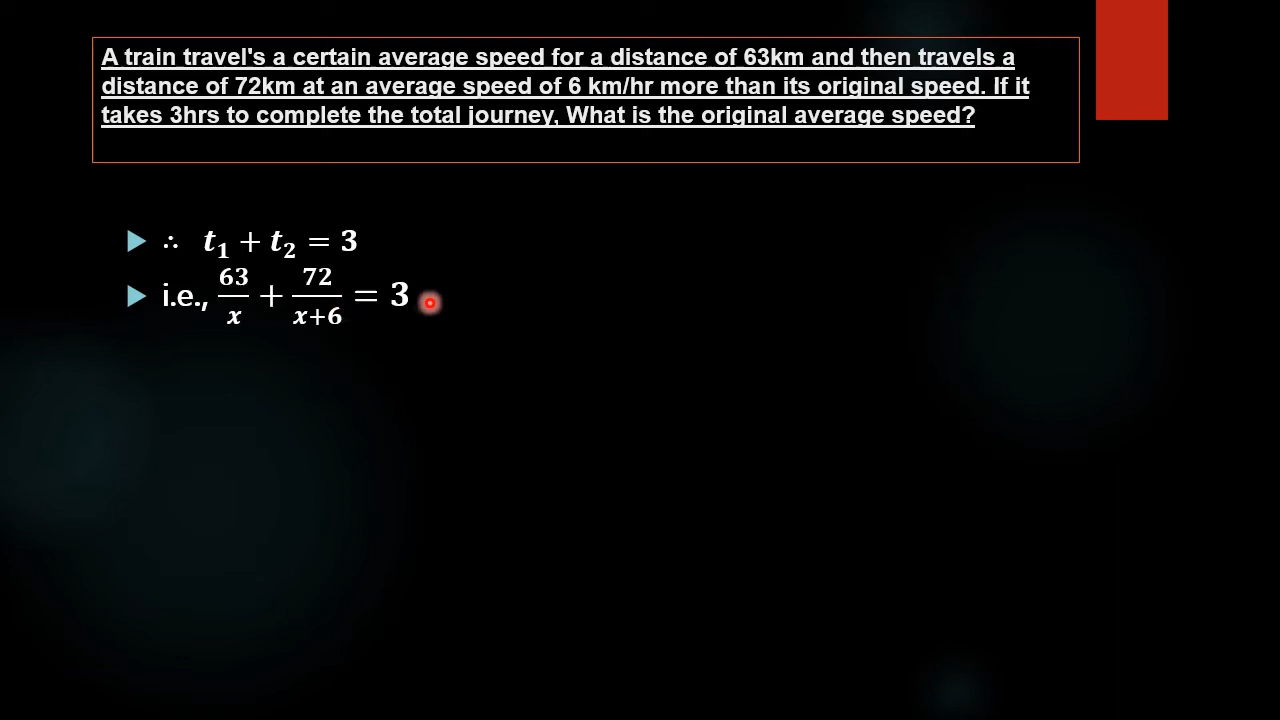 A train travel's a certain average speed for a distance of 63km and then travels a
distance of 72km at an average speed of 6 km/hr more than its original speed. If it
takes 3hrs to complete the total journey, What is the original average speed?
∴ t₁ + t₂ = 3
i.e., 63/x + 72/(x+6) = 3